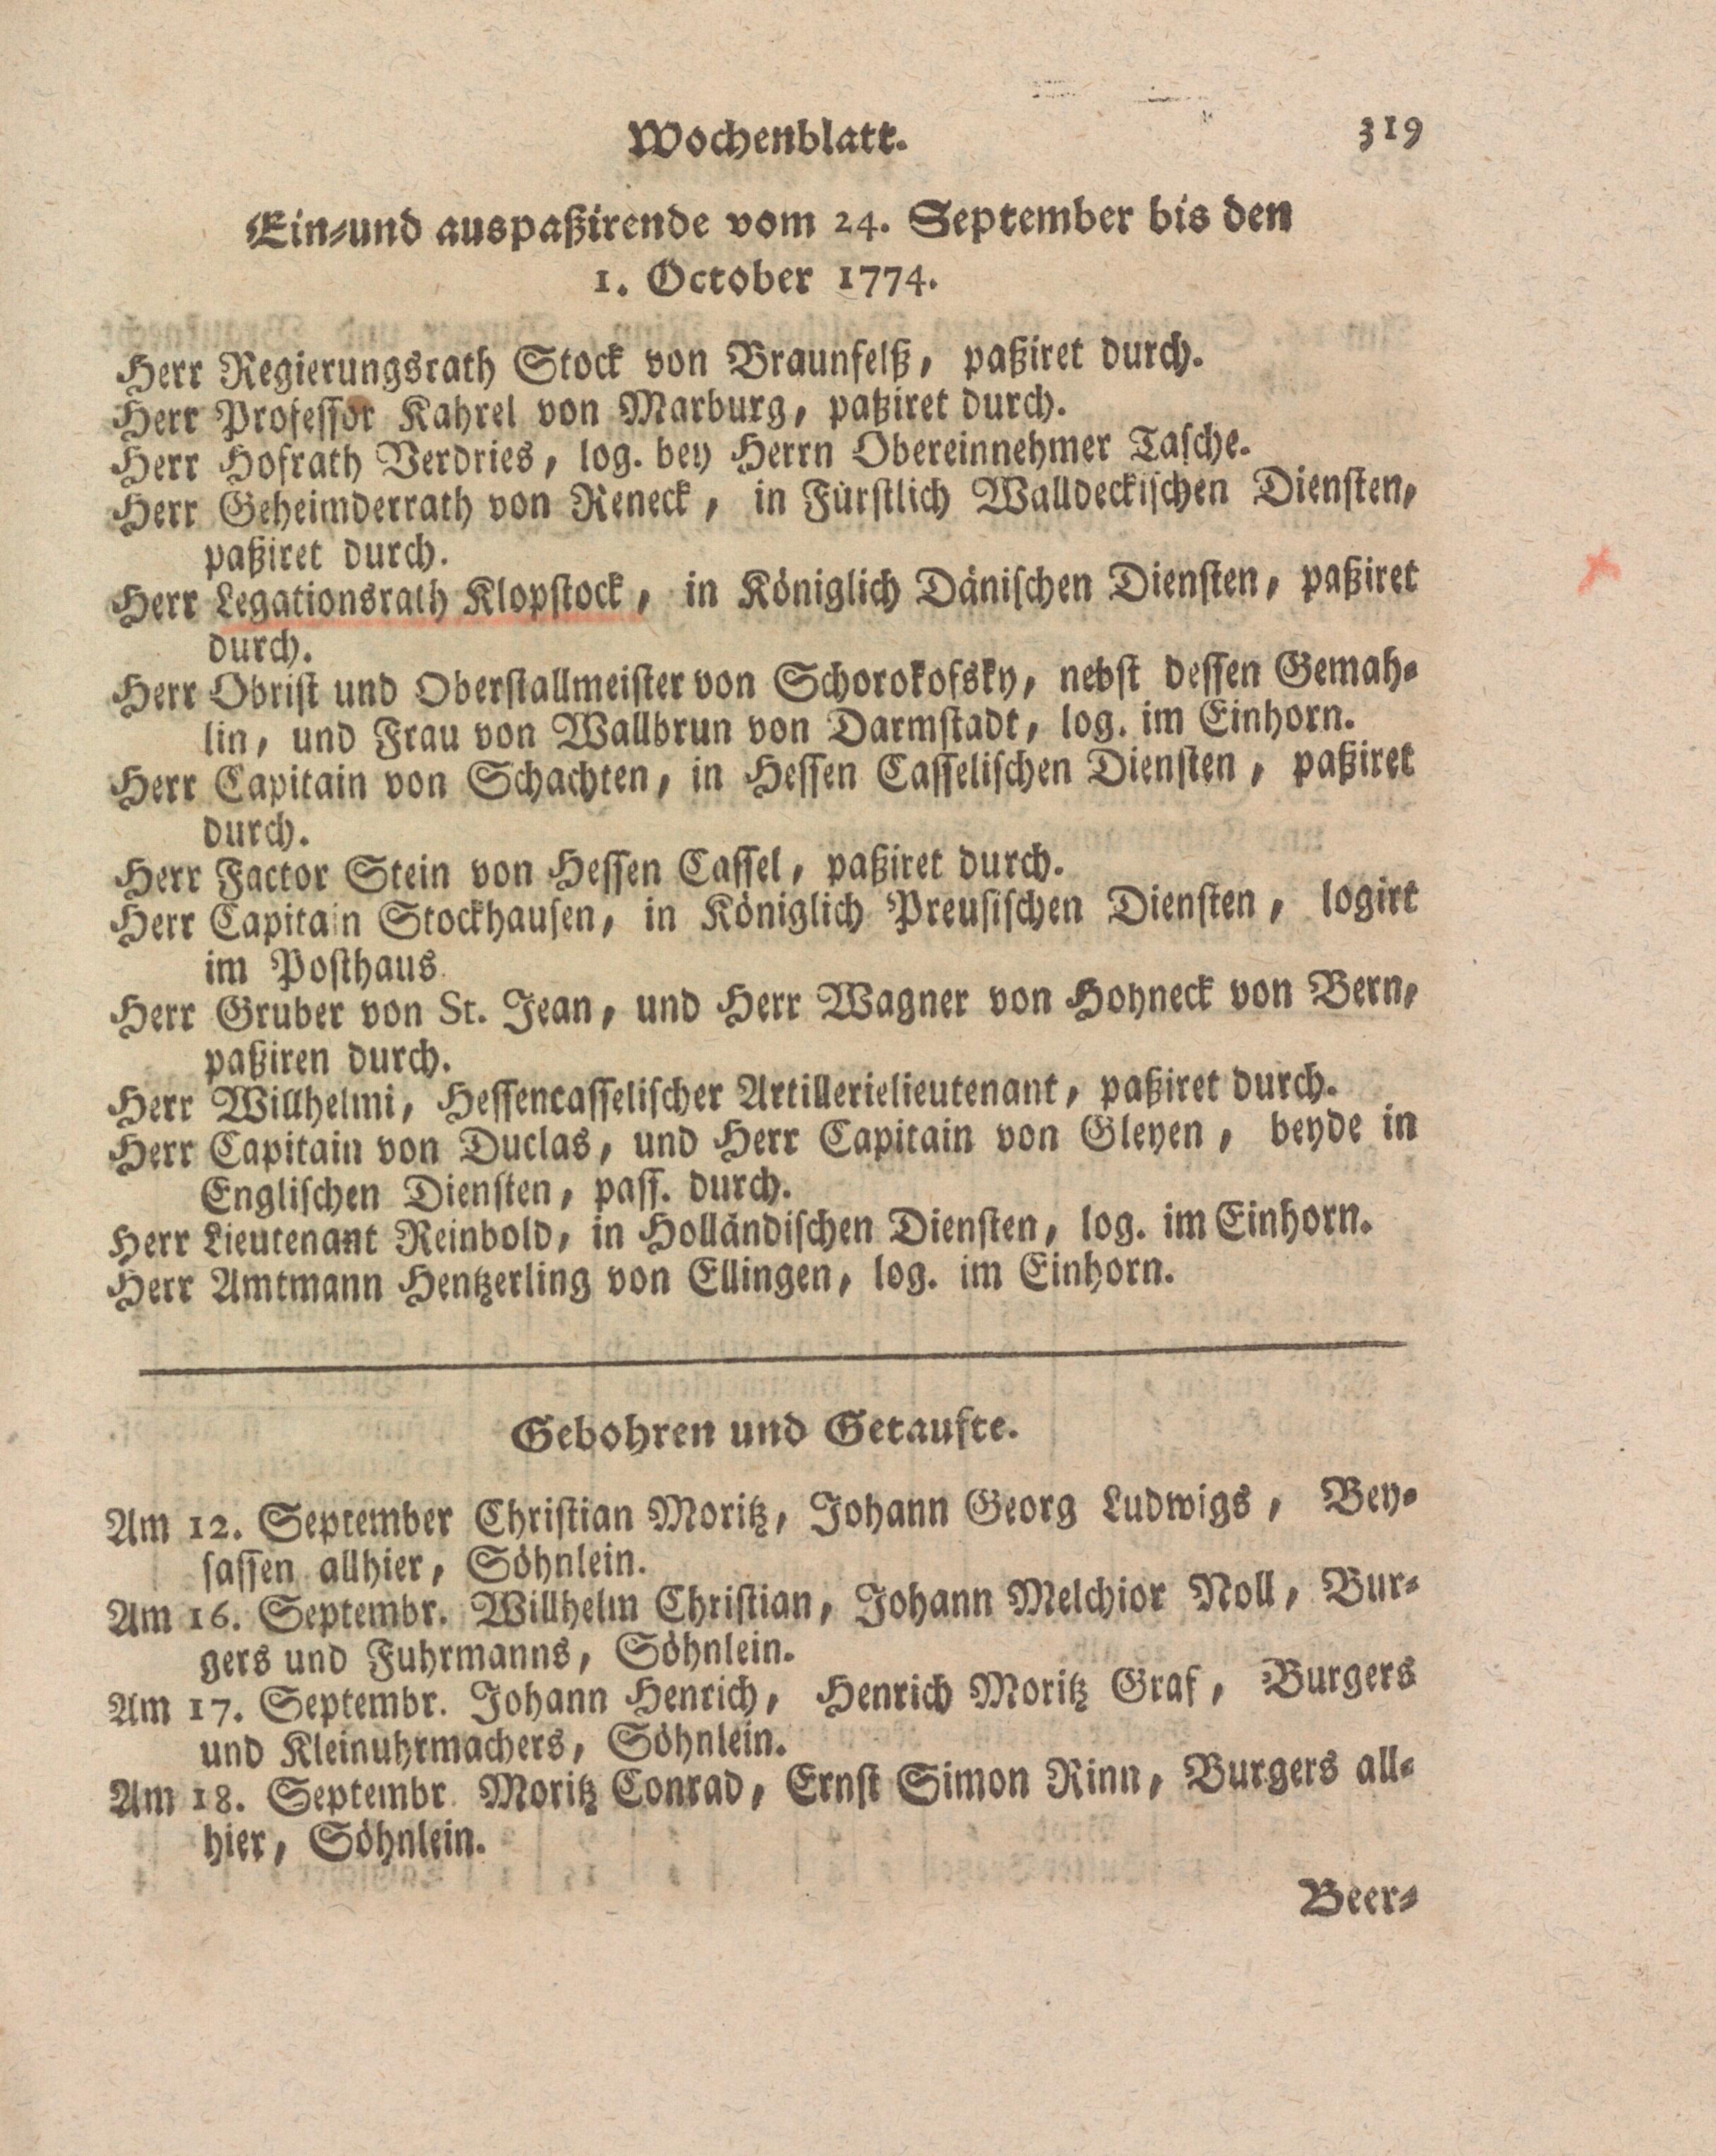 Wochenblatt.
319
Ein-und auspaßirende vom 24. September bis den
1. October 1774.
Herr Regierungsrath Stock von Braunfelß, paßiret durch.
Herr Professor Kahrel von Marburg, paßiret durch.
Herr Hofrath Verdries, log. bey Herrn Obereinnehmer Tasche.
Herr Geheimderrath von Reneck, in Fürstlich Walldeckischen Diensten,
paßiret durch.
Herr Legationsrath Klopstock, in Königlich Dänischen Diensten, paßiret
durch.
Herr Obrist und Oberstallmeister von Schorokofsky, nebst dessen Gemah-
lin, und Frau von Wallbrun von Darmstadt, log. im Einhorn.
Herr Capitain von Schachten, in Hessen Casselischen Diensten, paßiret
durch.
Herr Factor Stein von Hessen Cassel, paßiret durch.
Herr Capitain Stockhausen, in Königlich Preusischen Diensten, logirt
im Posthaus
Herr Gruber von St. Jean, und Herr Wagner von Hoyneck von Bern,
paßiren durch.
Herr Willhelmi, Hessencasselischer Artillerielieutenant, paßiret durch.
Herr Capitain von Duclas, und Herr Capitain von Gleyen, beyde in
Englischen Diensten, pass. durch.
Herr Lieutenant Reinbold, in Holländischen Diensten, log. im Einhorn.
Herr Amtmann Hentzerling von Ellingen, log. im Einhorn.
Gebohren und Getaufte.
Am 12. September Christian Moritz, Johann Georg Ludwigs, Bey-
sassen allhier, Söhnlein.
Am 16. Septembr. Willhelm Christian, Johann Melchior Noll, Bur-
gers und Fuhrmanns, Söhnlein.
Am 17. Septembr. Johann Henrich, Henrich Moritz Graf, Burgers
und Kleinuhrmachers, Söhnlein.
Am 18. Septembr. Moritz Conrad, Ernst Simon Rinn, Burgers all-
hier, Söhnlein.
Beer-